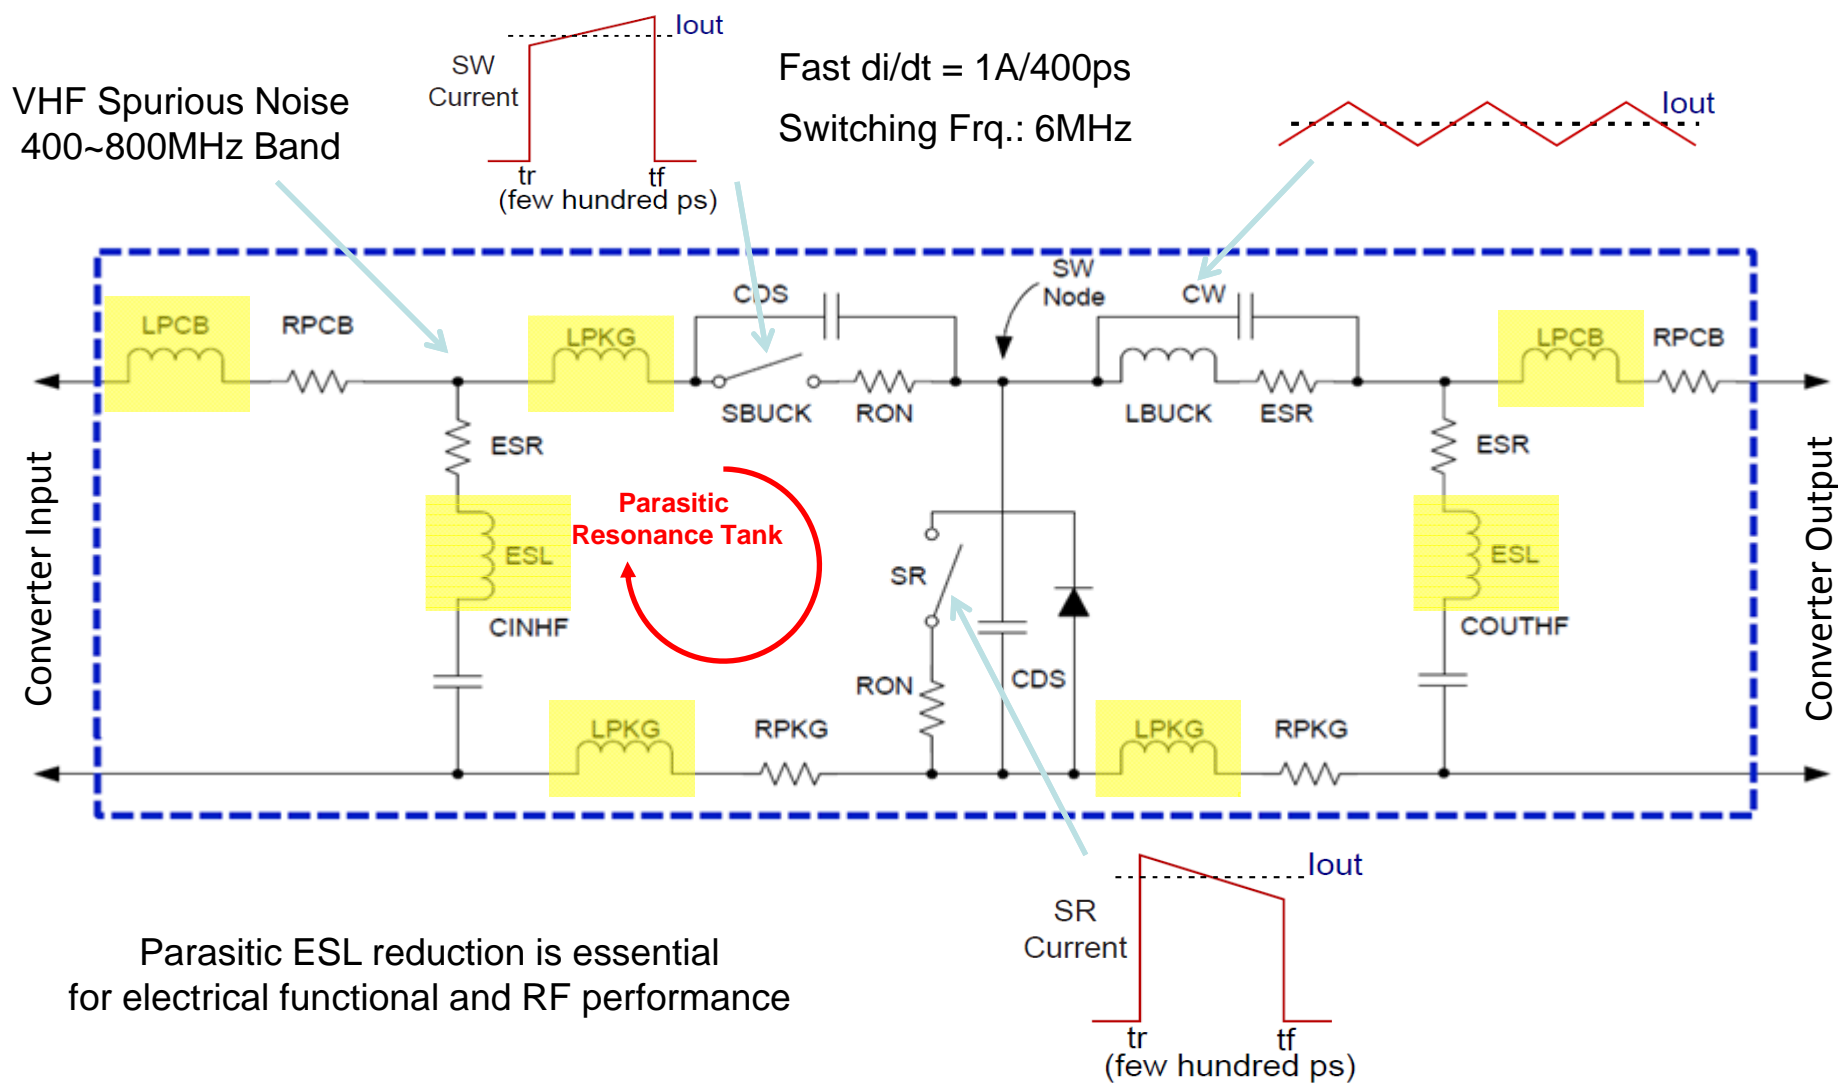 Iout
SW
Current
tr
tf
(few hundred ps)
Fast di/dt = 1A/400ps
Switching Frq.: 6MHz
Iout
VHF Spurious Noise
400~800MHz Band
SW
Node
CDS
CW
LPCB
RPCB
LPKG
LPCB
RPCB
SBUCK
RON
LBUCK
ESR
ESR
ESR
Converter Input
Parasitic
Resonance Tank
ESL
SR
ESL
Converter Output
CINHF
COUTHF
RON
CDS
LPKG
RPKG
LPKG
RPKG
Iout
SR
Current
tr
tf
(few hundred ps)
Parasitic ESL reduction is essential
for electrical functional and RF performance